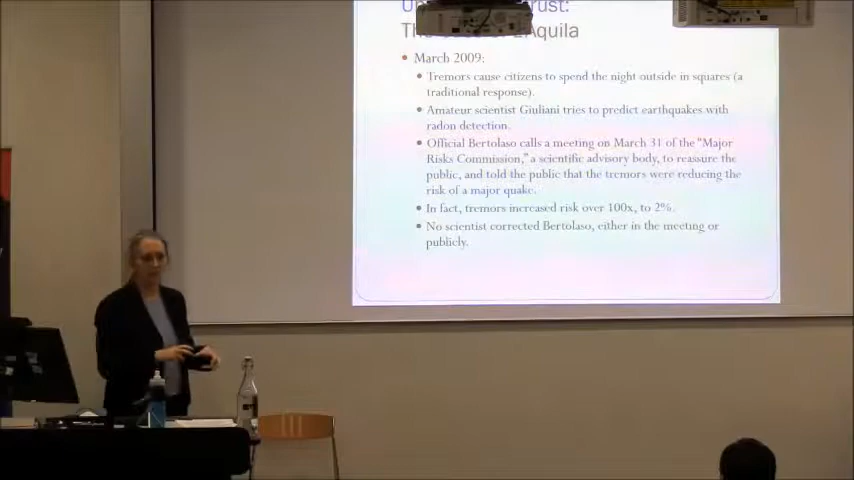 Trust:
Aquila
• March 2009:
• Tremors cause citizens to spend the night outside in squares (a
traditional response).
• Amateur scientist Giuliani tries to predict earthquakes with
radon detection.
• Official Bertolaso calls a meeting on March 31 of the "Major
Risks Commission," a scientific advisory body, to reassure the
public, and told the public that the tremors were reducing the
risk of a major quake.
• In fact, tremors increased risk over 100x, to 2%.
• No scientist corrected Bertolaso, either in the meeting or
publicly.